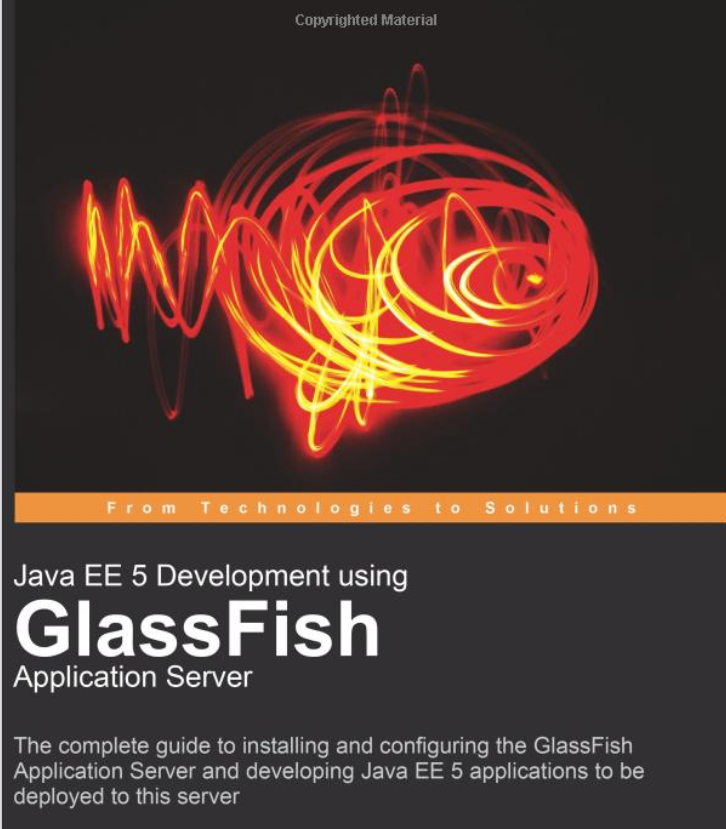 Copyrighted Material
From Technologies to Solutions
Java EE 5 Development using
GlassFish
Application Server
The complete guide to installing and configuring the GlassFish
Application Server and developing Java EE 5 applications to be
deployed to this server